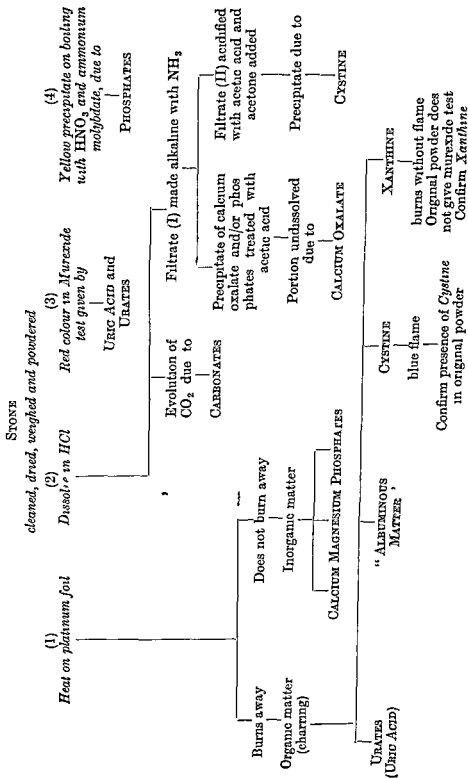 STONE
cleaned, dried, weighed and powdered
(1)
Heat on platinum foil
Burns away
Organic matter
(charring)
URATES
(URIC ACID)
"ALBUMINOUS
MATTER"
CYSTINE
blue flame
Confirm presence of Cystine
in original powder
XANTHINE
burns without flame
Original powder does
not give murexide test
Confirm Xanthine
Does not burn away
Inorganic matter
CALCIUM MAGNESIUM PHOSPHATES
(2)
Dissolve in HCl
Evolution of
CO2 due to
CARBONATES
Filtrate (I) made alkaline with NH3
Precipitate of calcium
oxalate and/or phos
phates treated with
acetic acid
Portion undissolved
due to
CALCIUM OXALATE
Filtrate (II) acidified
with acetic acid and
acetone added
Precipitate due to
CYSTINE
(3)
Red colour in Murexide
test given by
URIC ACID and
URATES
(4)
Yellow precipitate on boiling
with HNO3 and ammonium
molybdate, due to
PHOSPHATES